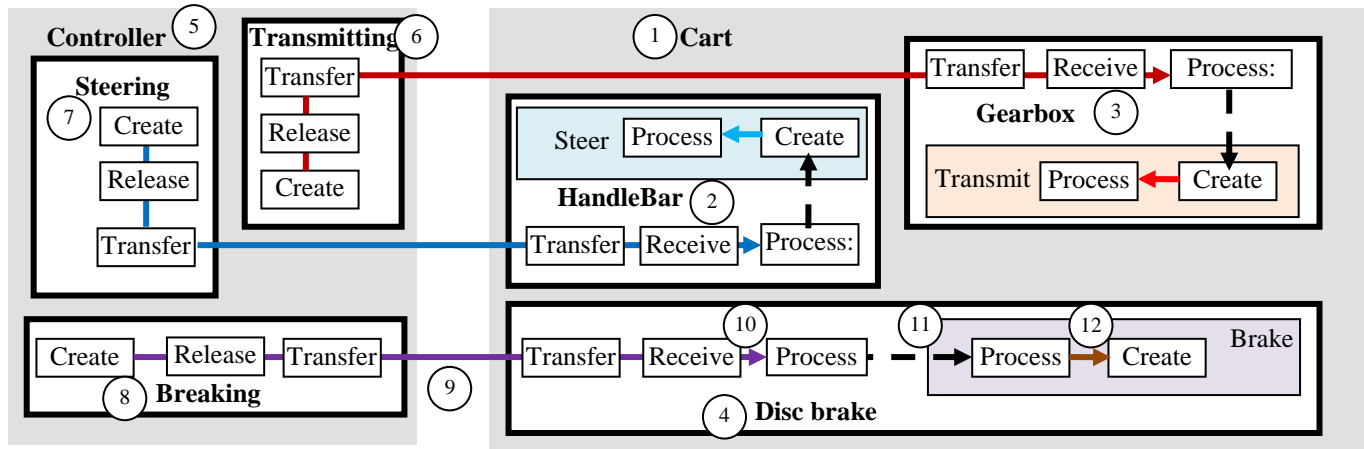 Controller
5
Steering
7
Create
Release
Transfer
Transmitting
6
Transfer
Release
Create
Create
Release
Transfer
8
Breaking
9
1
Cart
Steer
Process
Create
HandleBar
2
Transfer
Receive
Process:
Transfer
Receive
Process:
Gearbox
3
Transmit
Process
Create
Transfer
Receive
10
Process
11
Process
12
Create
Brake
4
Disc brake